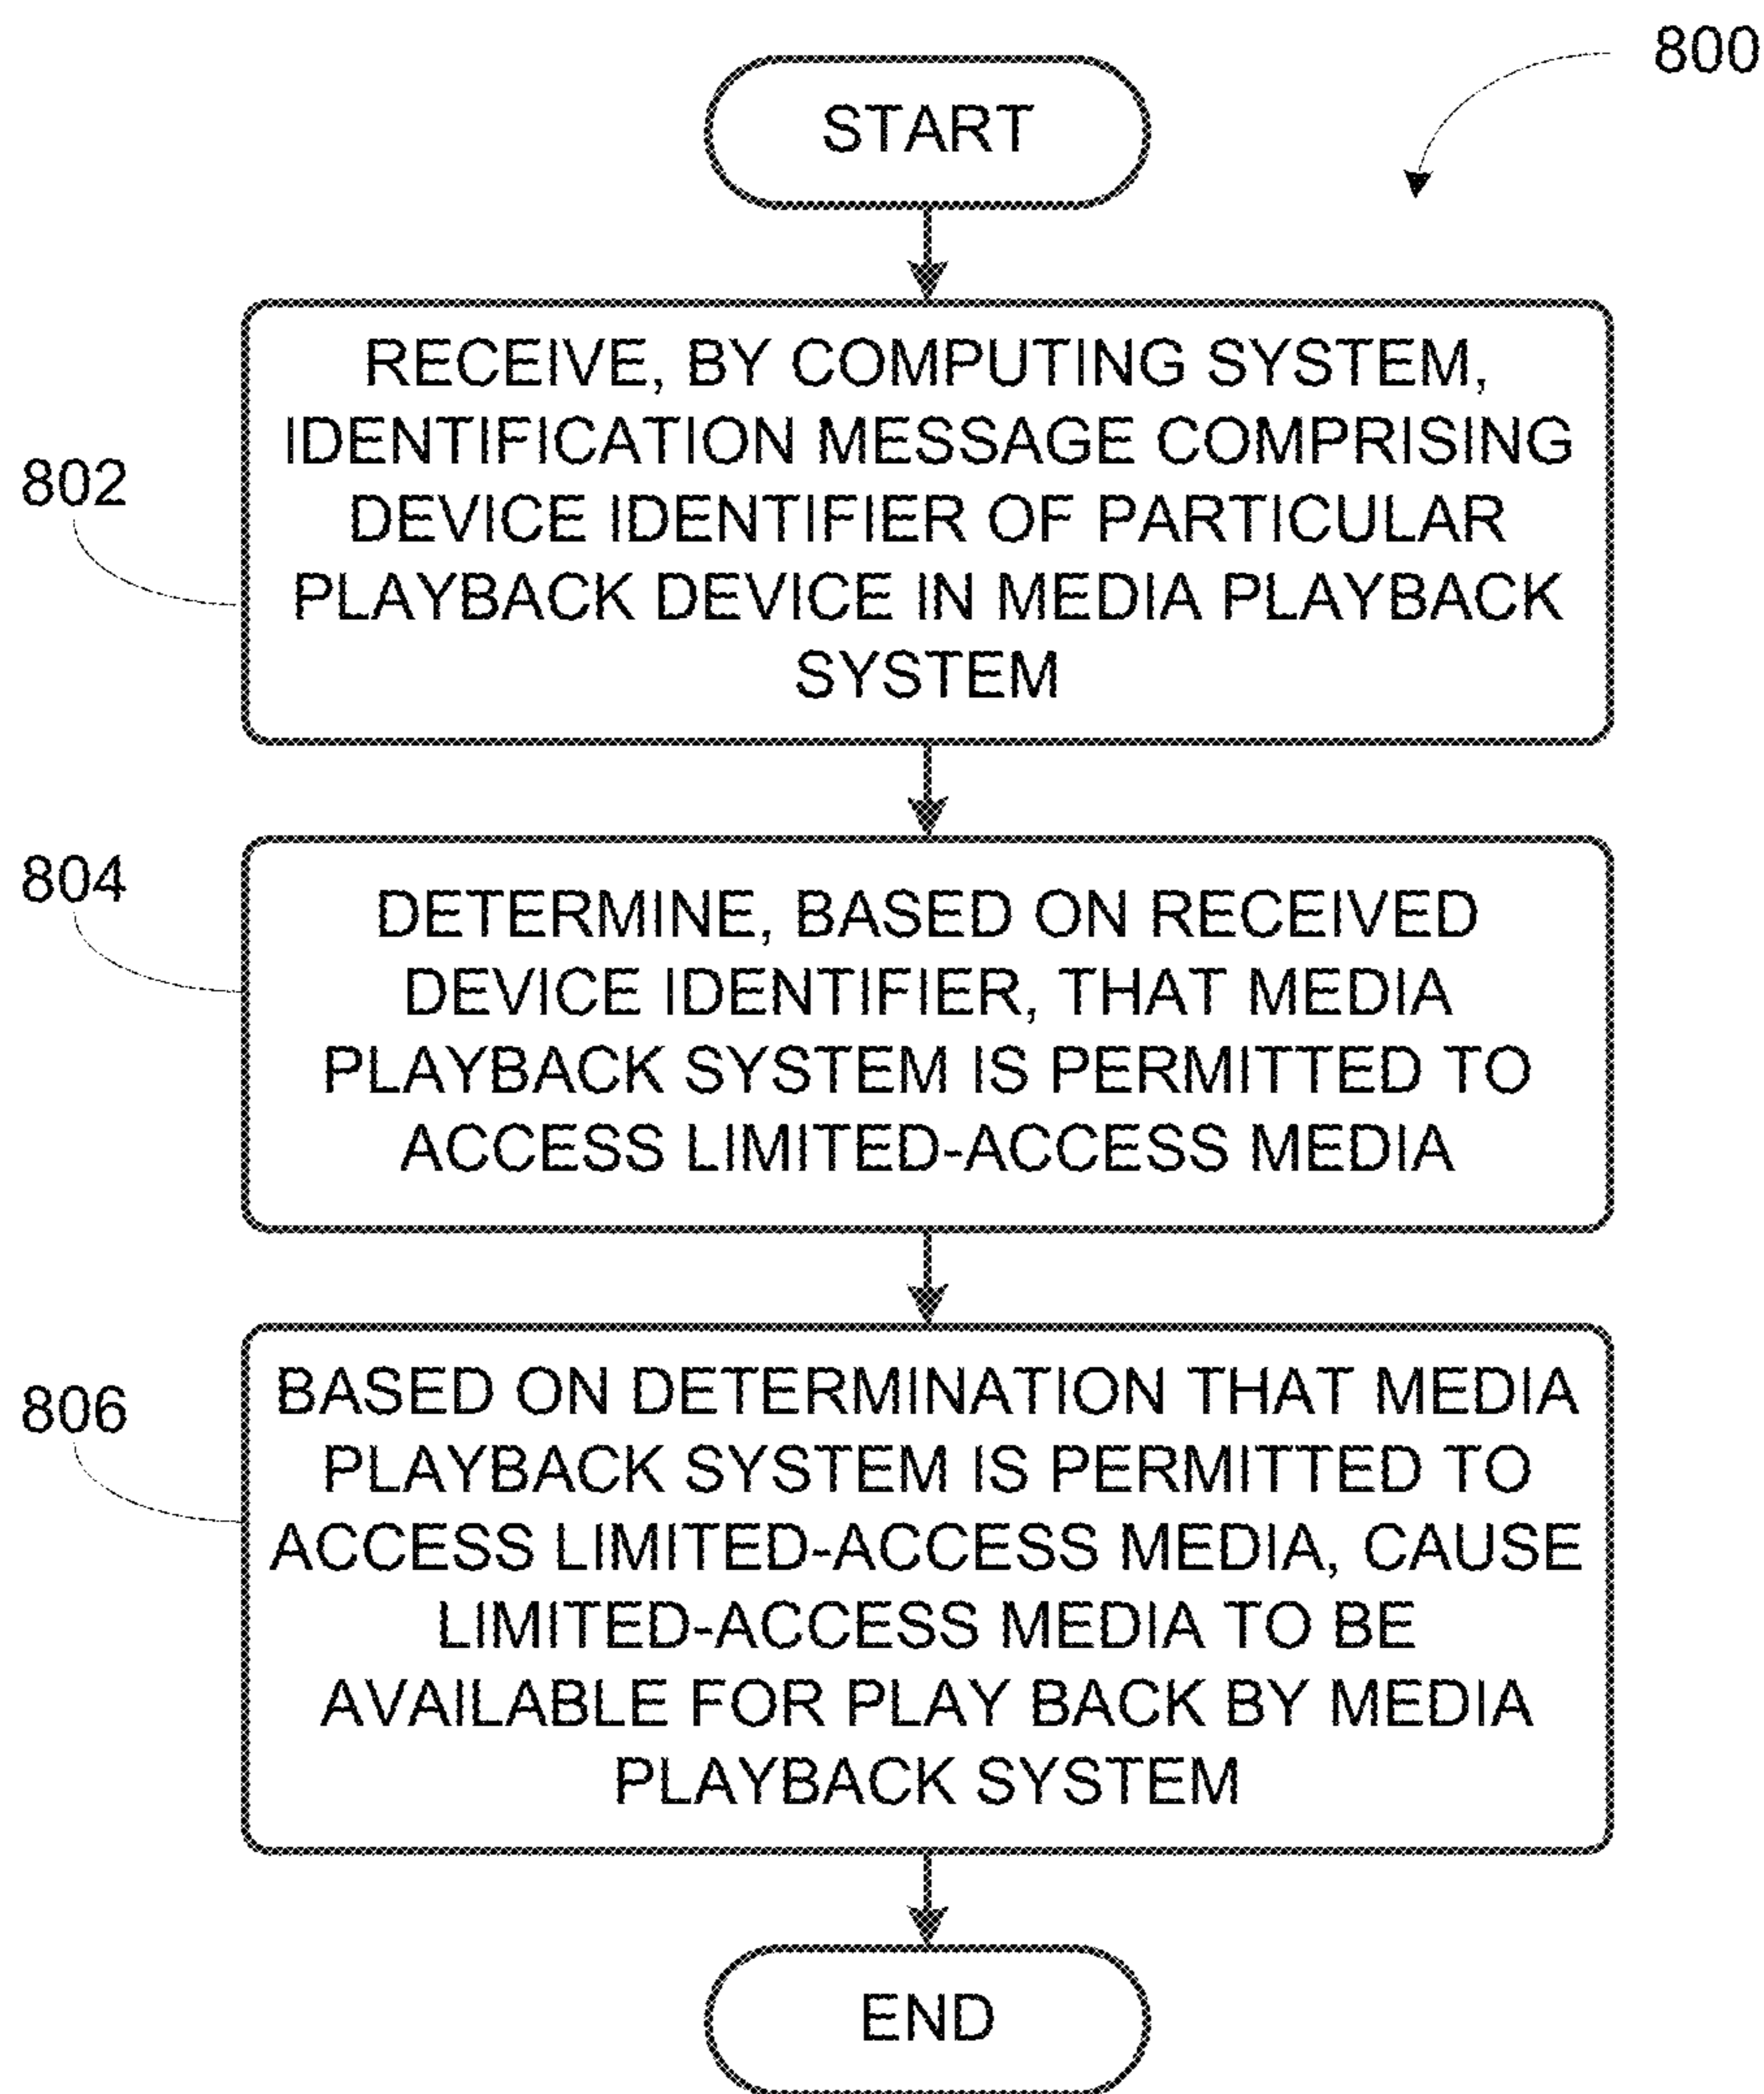 800
START
802
RECEIVE, BY COMPUTING SYSTEM,
IDENTIFICATION MESSAGE COMPRISING
DEVICE IDENTIFIER OF PARTICULAR
PLAYBACK DEVICE IN MEDIA PLAYBACK
SYSTEM
804
DETERMINE, BASED ON RECEIVED
DEVICE IDENTIFIER, THAT MEDIA
PLAYBACK SYSTEM IS PERMITTED TO
ACCESS LIMITED-ACCESS MEDIA
806
BASED ON DETERMINATION THAT MEDIA
PLAYBACK SYSTEM IS PERMITTED TO
ACCESS LIMITED-ACCESS MEDIA, CAUSE
LIMITED-ACCESS MEDIA TO BE
AVAILABLE FOR PLAY BACK BY MEDIA
PLAYBACK SYSTEM
END